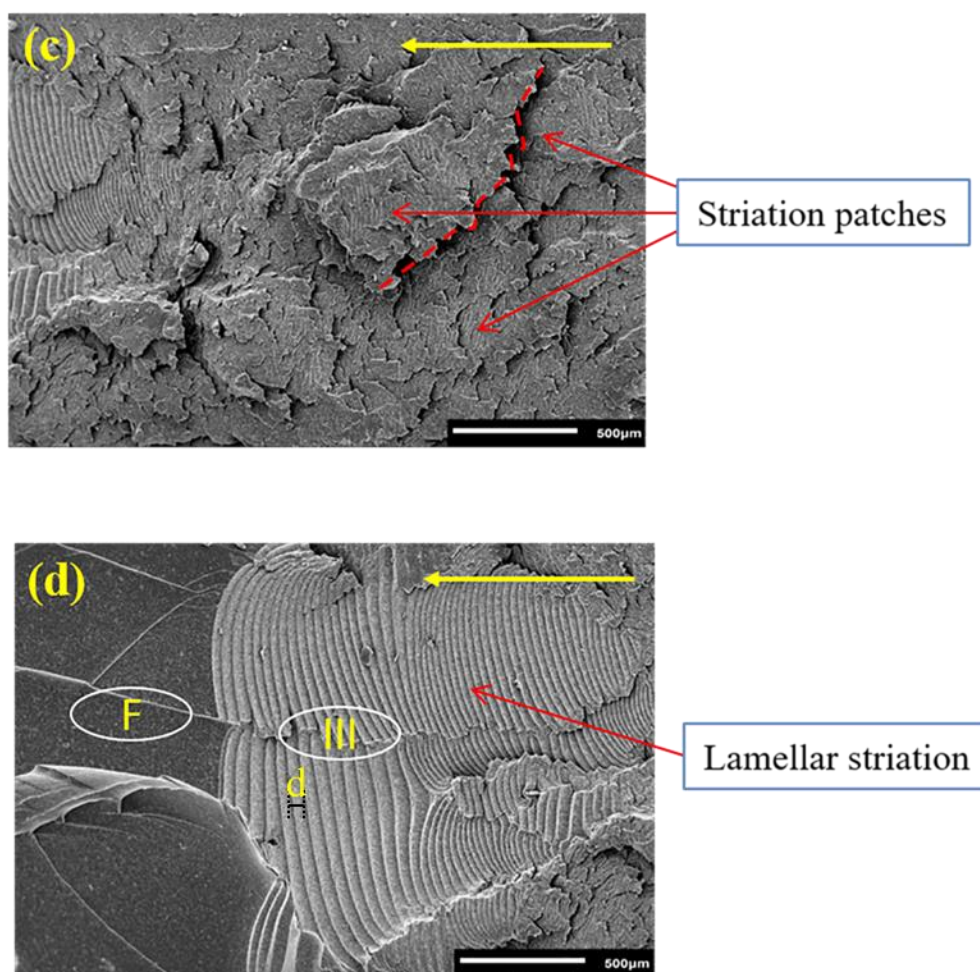 (c)
Striation patches
500µm
(d)
F
III
d
Lamellar striation
500µm